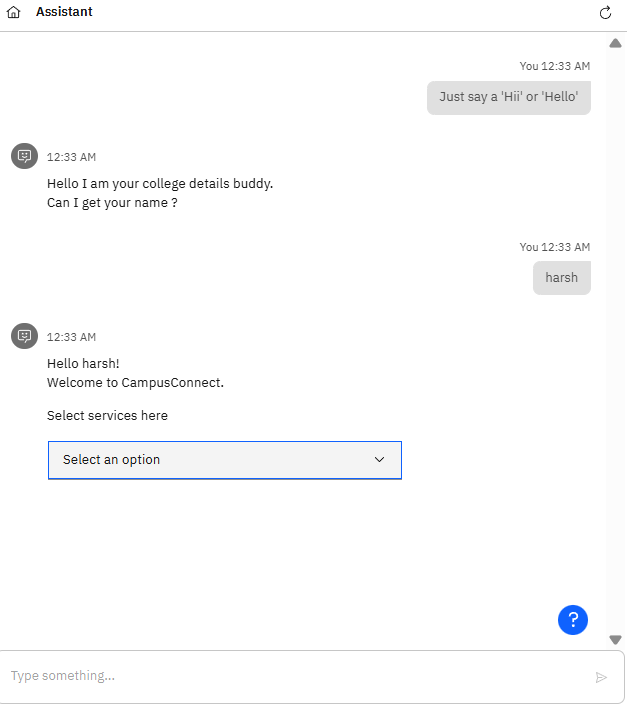 Assistant
You 12:33 AM
Just say a 'Hii' or 'Hello'
12:33 AM
Hello I am your college details buddy.
Can I get your name ?
You 12:33 AM
harsh
12:33 AM
Hello harsh!
Welcome to CampusConnect.
Select services here
Select an option
?
Type something...